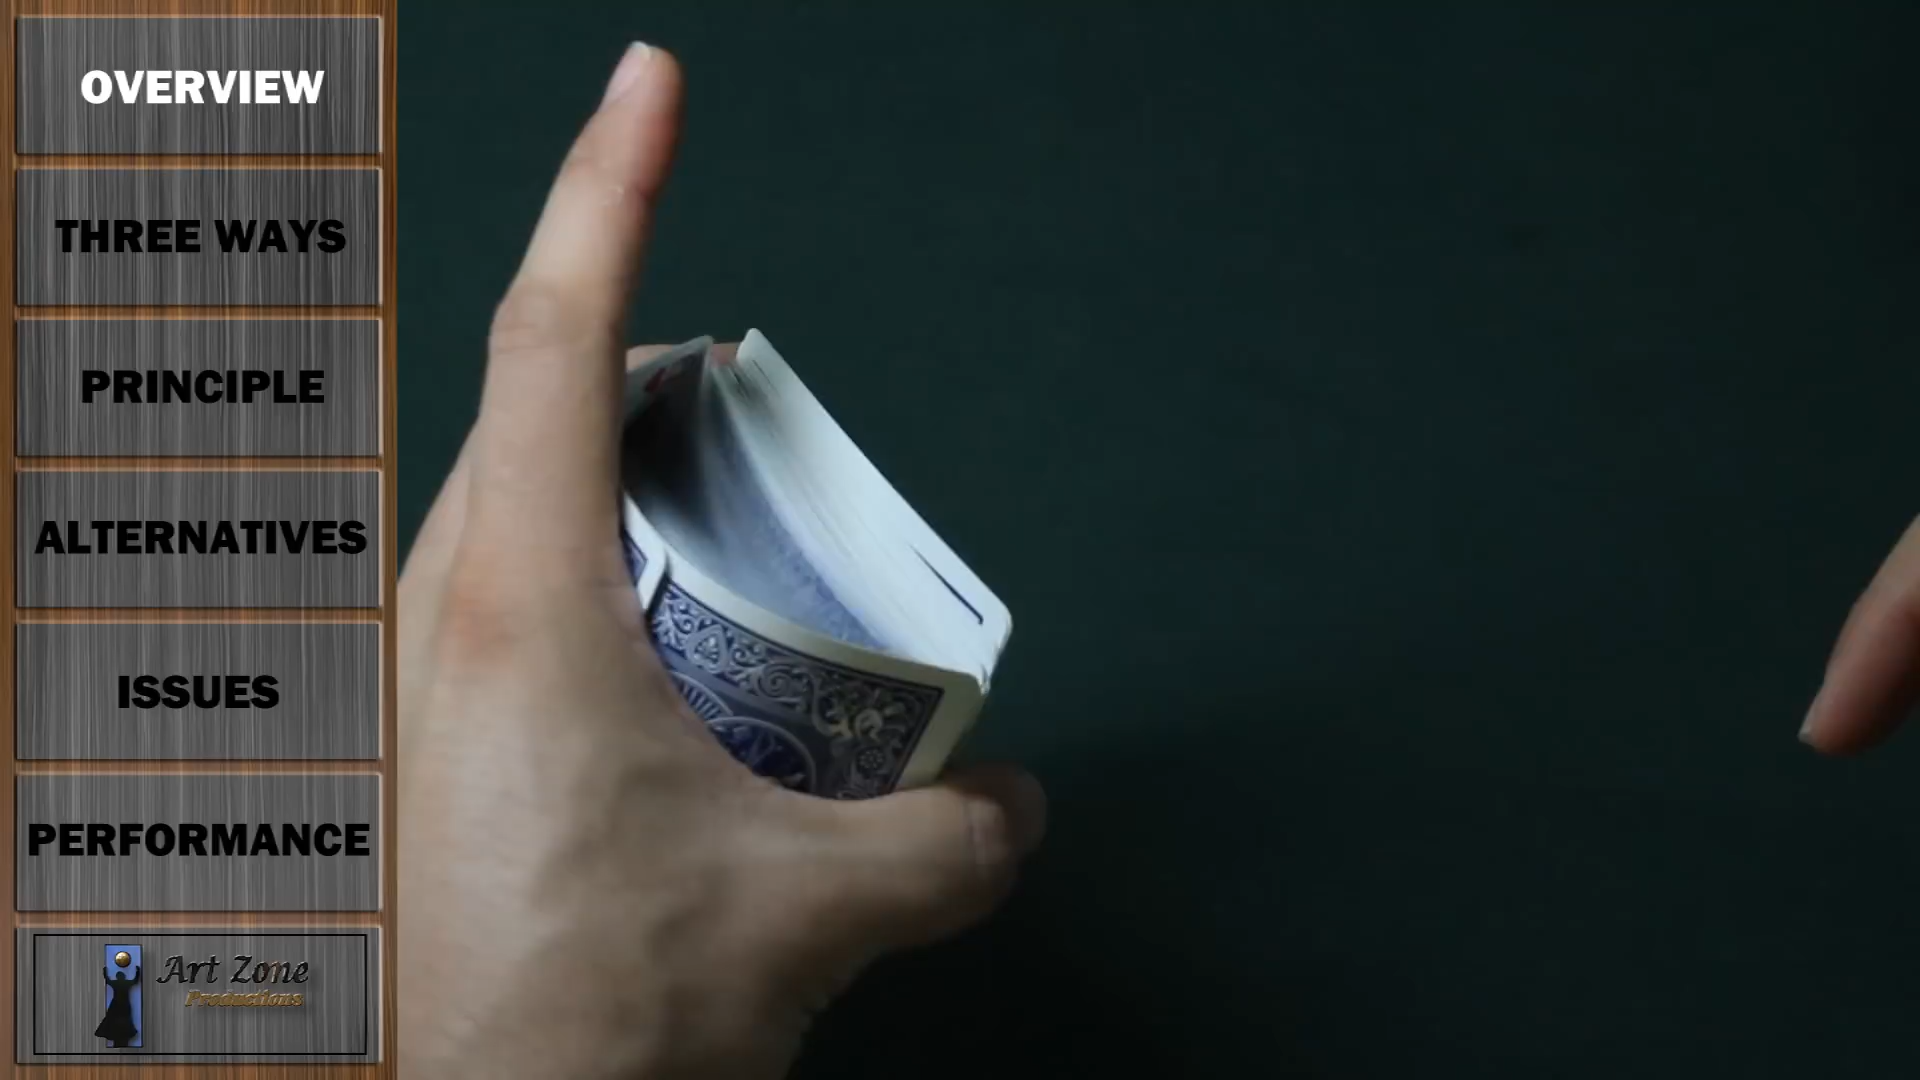 OVERVIEW
THREE WAYS
PRINCIPLE
ALTERNATIVES
ISSUES
PERFORMANCE
Art Zone
Productions